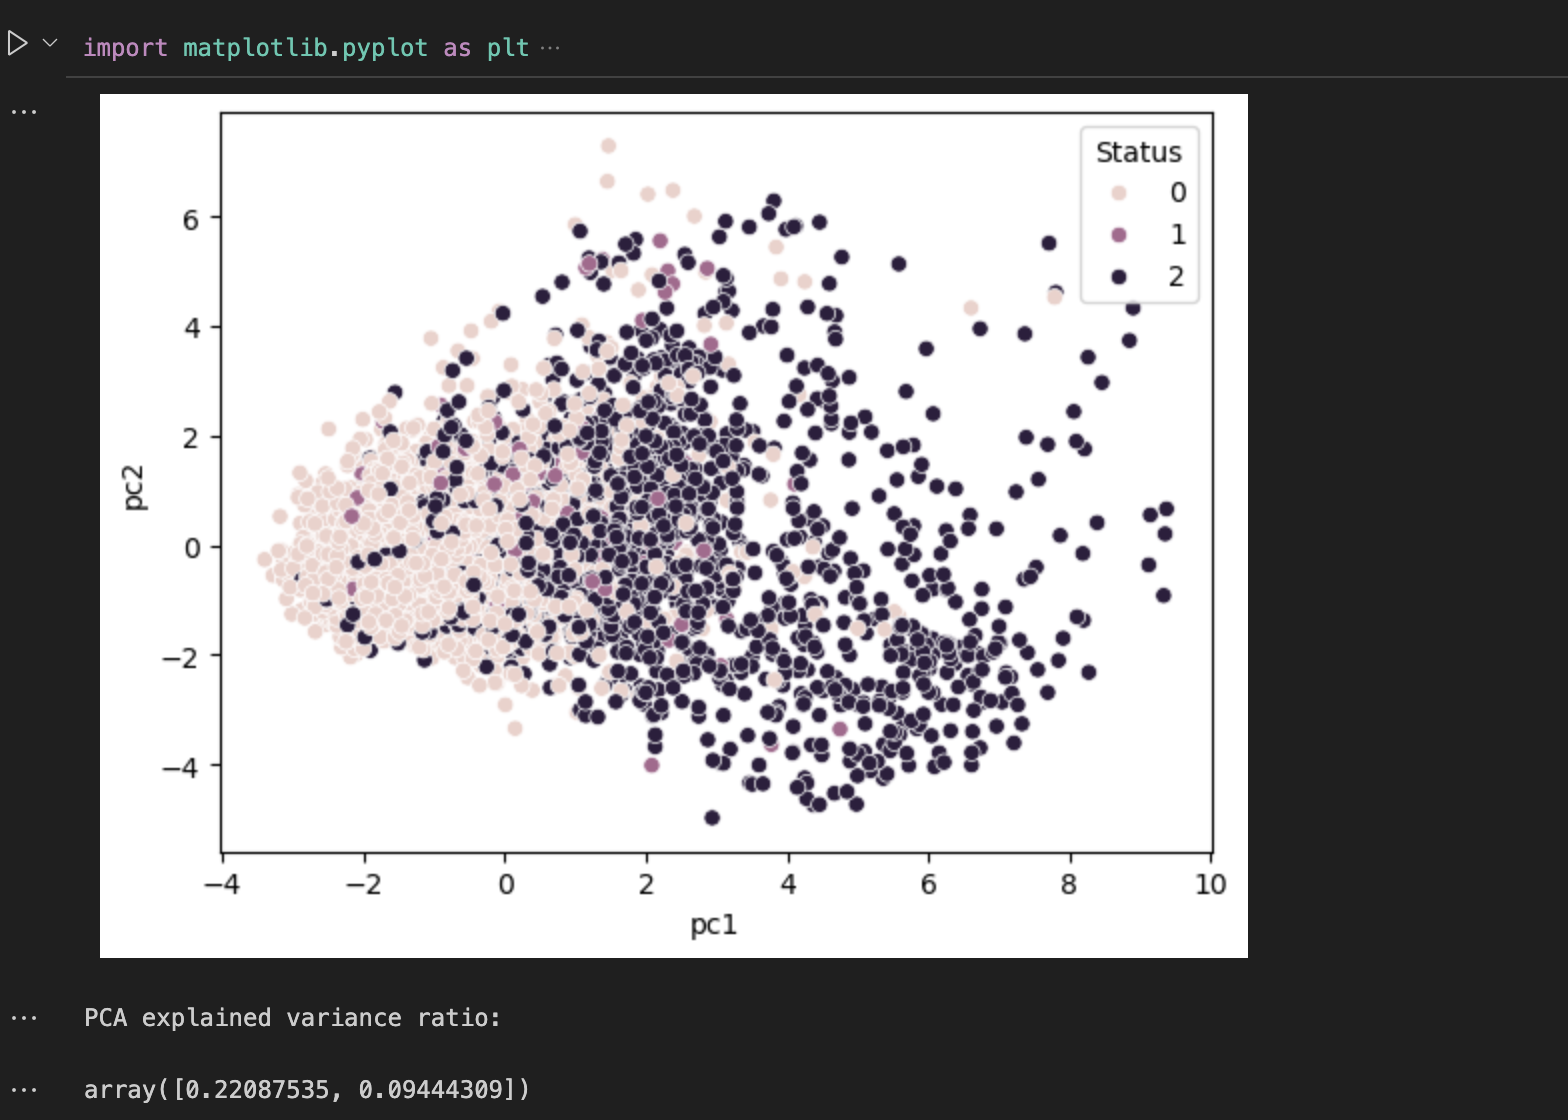 import matplotlib.pyplot as plt ...
Status
0
1
2
6
4
2
0
−2
−4
pc2
−4 −2 0 2 4 6 8 10
pc1
PCA explained variance ratio:
array([0.22087535, 0.09444309])